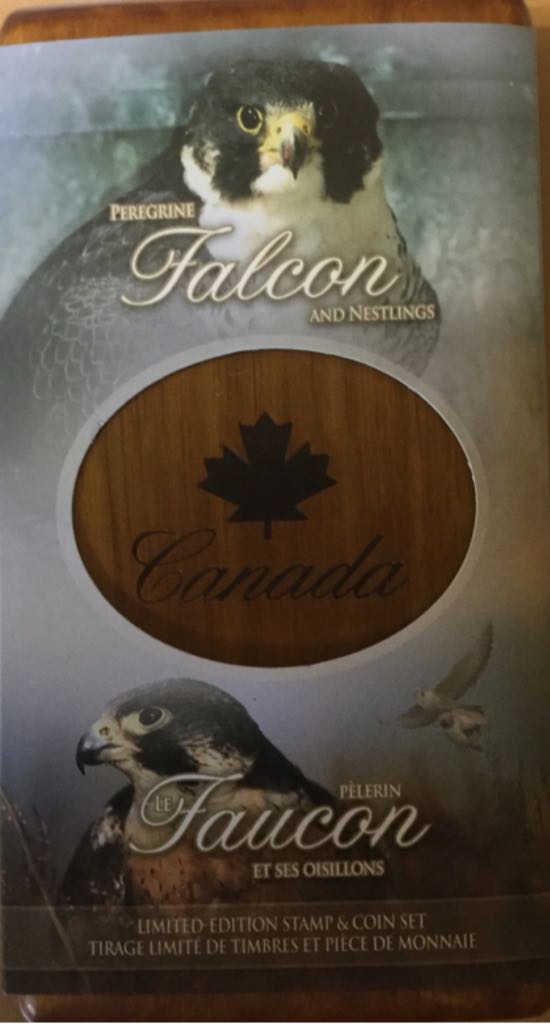 PEREGRINE
Falcon
AND NESTLINGS
Canada
PÈLERIN
LE Faucon
ET SES OISILLONS
LIMITED-EDITION STAMP & COIN SET
TIRAGE LIMITÉ DE TIMBRES ET PIÈCE DE MONNAIE